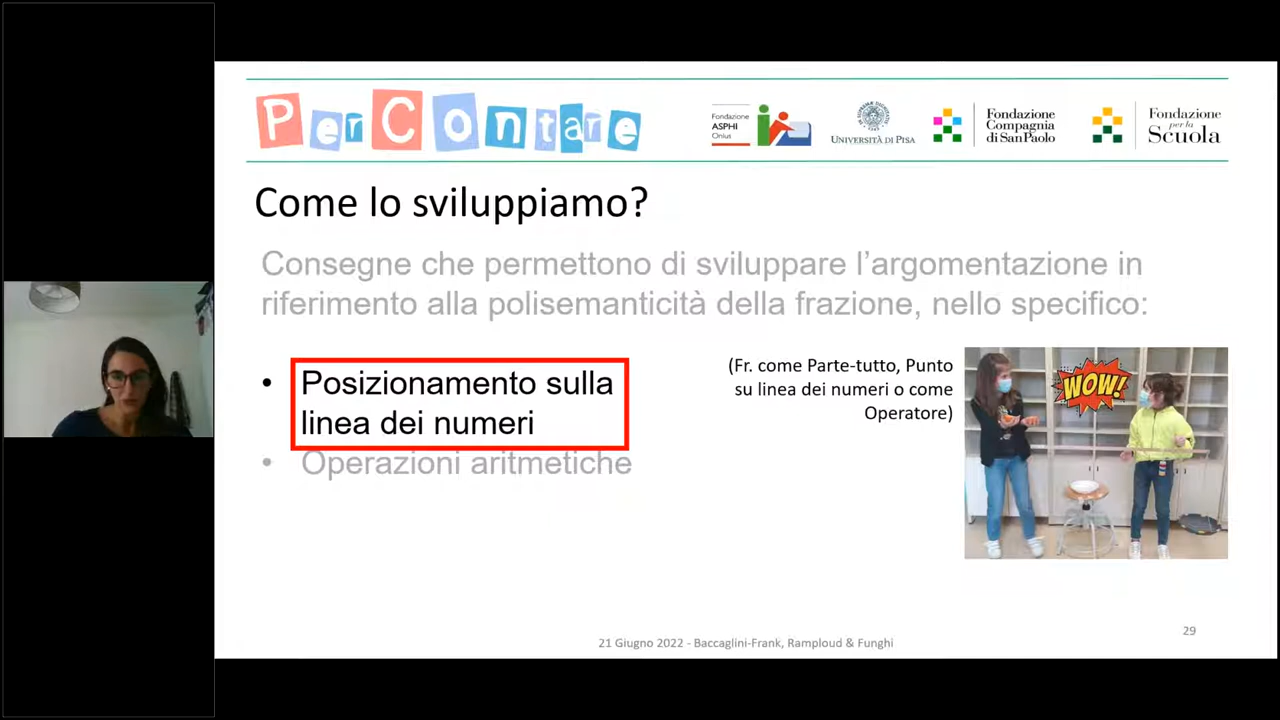 PerContare
Fondazione
ASPHI
Onlus
UNIVERSITÀ DI PISA
Fondazione
Compagnia
di San Paolo
Fondazione
per la
Scuola
Come lo sviluppiamo?
Consegne che permettono di sviluppare l’argomentazione in
riferimento alla polisemanticità della frazione, nello specifico:
• Posizionamento sulla
linea dei numeri
• Operazioni aritmetiche
(Fr. come Parte-tutto, Punto
su linea dei numeri o come
Operatore)
WOW!
21 Giugno 2022 - Baccaglini-Frank, Ramploud & Funghi
29